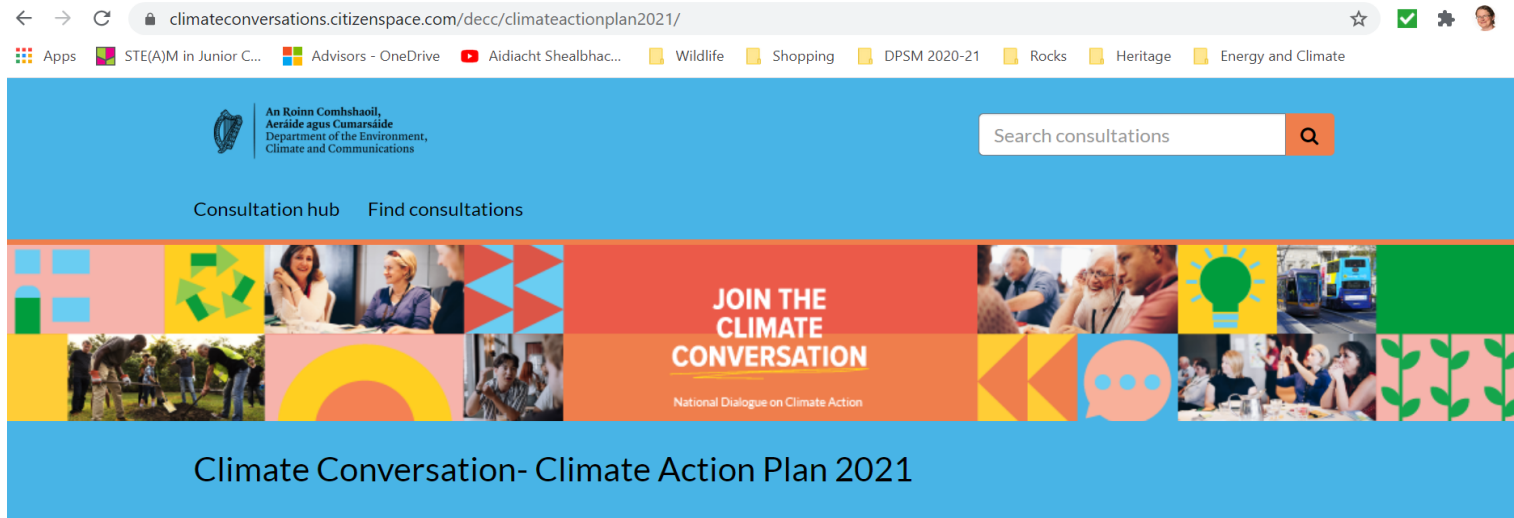 climateconversations.citizenspace.com/decc/climateactionplan2021/
Apps STE(A)M in Junior C... Advisors - OneDrive Aidiacht Shealbhac... Wildlife Shopping DPSM 2020-21 Rocks Heritage Energy and Climate
An Roinn Comhshaoil,
Aeráide agus Cumarsáide
Department of the Environment,
Climate and Communications
Search consultations
Consultation hub Find consultations
JOIN THE
CLIMATE
CONVERSATION
National Dialogue on Climate Action
Climate Conversation- Climate Action Plan 2021